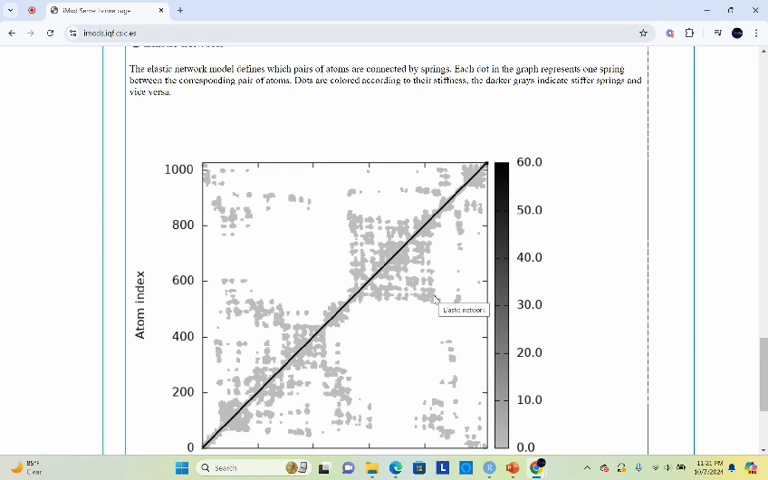 iMod Server home page
imods.iqf.csic.es
The elastic network model defines which pairs of atoms are connected by springs. Each dot in the graph represents one spring
between the corresponding pair of atoms. Dots are colored according to their stiffness, the darker grays indicate stiffer springs and
vice versa.
1000
800
600
400
200
0
Atom index
60.0
50.0
40.0
30.0
20.0
10.0
0.0
Elastic network
85°F
Clear
Search
11:21 PM
10/7/2024